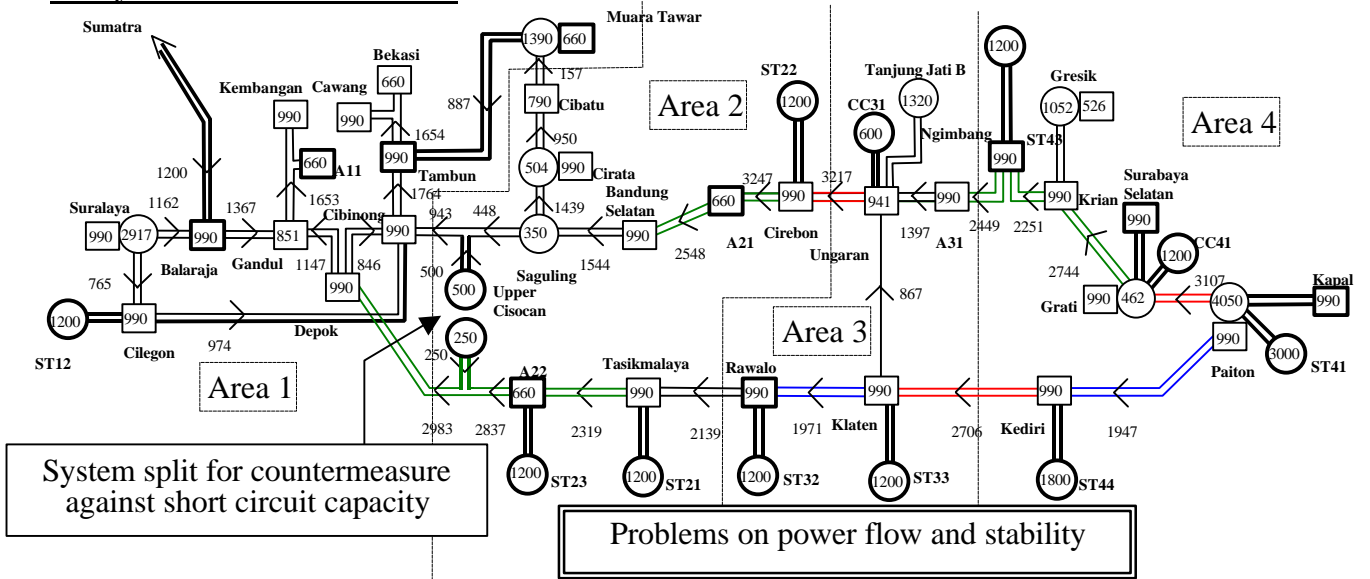 Sumatra
Muara Tawar
1390
660
Bekasi
660
Kembangan
990
Cawang
990
157
887
790
Cibatu
Area 2
ST22
1200
Tanjung Jati B
1320
CC31
600
1200
ST43
Gresik
1052
526
Area 4
1654
950
660
A11
990
Tambun
504
990
Cirata
Ngimbang
990
1200
1162
1367
1653
1764
1439
Bandung
Selatan
3247
3217
Suralaya
990
2917
990
Balaraja
851
Gandul
Cibinong
990
943
448
350
Saguling
990
660
A21
990
Cirebon
941
Ungaran
990
A31
990
Krian
Surabaya
Selatan
990
CC41
1200
1147
846
500
1544
2548
1397
2449
2251
2744
3107
765
990
Depok
500
Upper
Cisocan
867
Grati
990
462
4050
990
Kapal
1200
ST12
990
Cilegon
974
250
250
Area 3
990
Paiton
3000
ST41
Area 1
A22
660
Tasikmalaya
990
Rawalo
990
990
Klaten
990
Kediri
2983
2837
2319
2139
1971
2706
1947
1200
ST23
1200
ST21
1200
ST32
1200
ST33
1800
ST44
System split for countermeasure
against short circuit capacity
Problems on power flow and stability